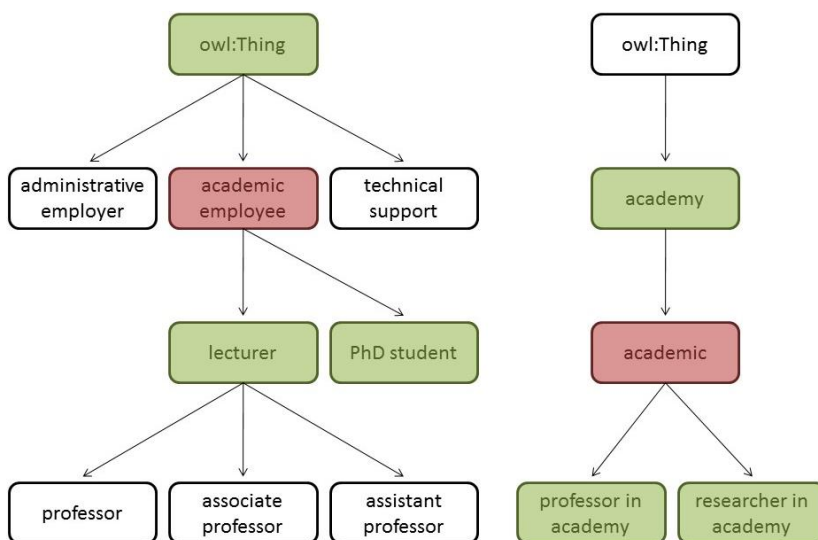 owl:Thing
owl:Thing
administrative
employer
academic
employee
technical
support
academy
lecturer
PhD student
academic
professor
associate
professor
assistant
professor
professor in
academy
researcher in
academy